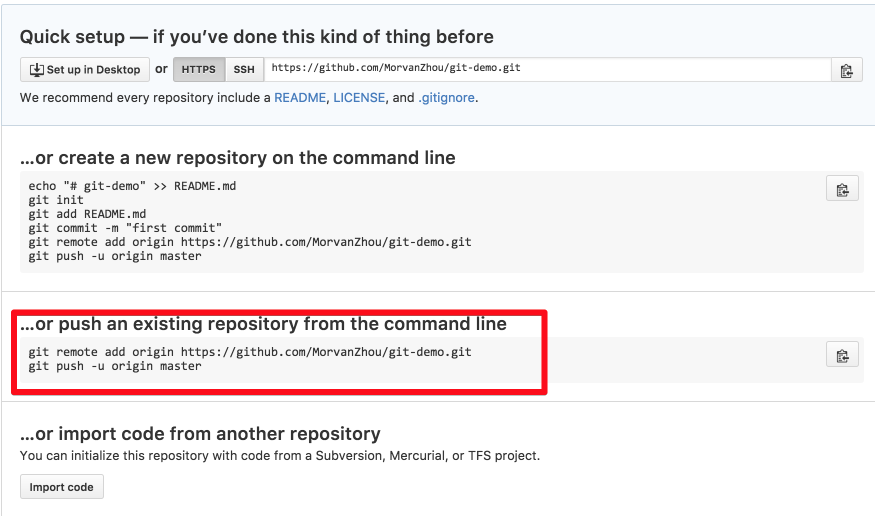 Quick setup — if you’ve done this kind of thing before
Set up in Desktop or HTTPS SSH https://github.com/MorvanZhou/git-demo.git
We recommend every repository include a README, LICENSE, and .gitignore.
…or create a new repository on the command line
echo "# git-demo" >> README.md
git init
git add README.md
git commit -m "first commit"
git remote add origin https://github.com/MorvanZhou/git-demo.git
git push -u origin master
…or push an existing repository from the command line
git remote add origin https://github.com/MorvanZhou/git-demo.git
git push -u origin master
…or import code from another repository
You can initialize this repository with code from a Subversion, Mercurial, or TFS project.
Import code